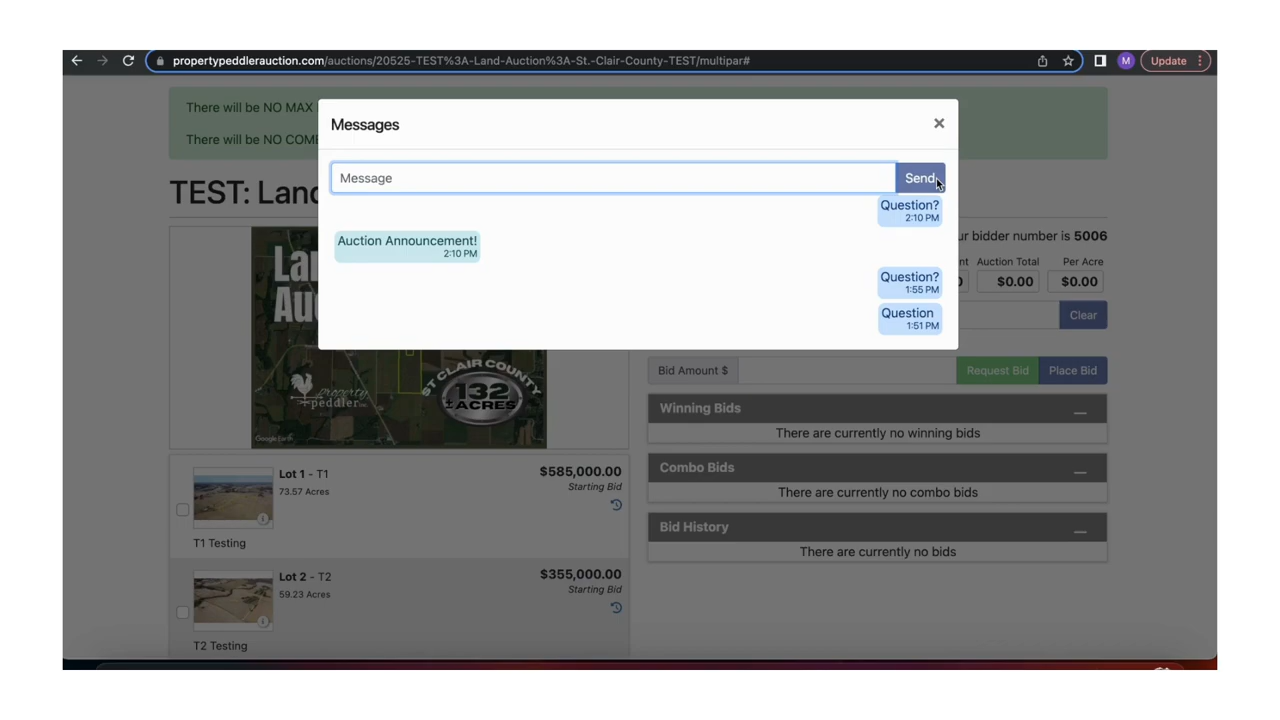 propertypeddlerauction.com/auctions/20525-TEST%3A-Land-Auction%3A-St.-Clair-County-TEST/multipar#
M
Update
There will be NO MAX
There will be NO COMB
Messages
×
Message
Send
Question?
2:10 PM
Auction Announcement!
2:10 PM
Question?
1:55 PM
Question
1:51 PM
TEST: Land
ur bidder number is 5006
nt Auction Total Per Acre
$0.00 $0.00
Clear
Bid Amount $
Request Bid Place Bid
Winning Bids
There are currently no winning bids
Combo Bids
There are currently no combo bids
Bid History
There are currently no bids
Lan
Auc
property
peddler
ST CLAIR COUNTY
132
±ACRES
Google Earth
Lot 1 - T1
73.57 Acres
$585,000.00
Starting Bid
T1 Testing
Lot 2 - T2
59.23 Acres
$355,000.00
Starting Bid
T2 Testing